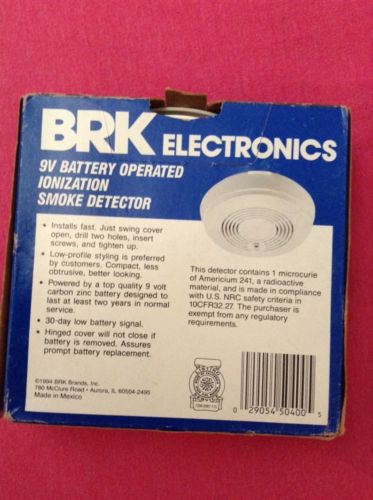 BRK ELECTRONICS
9V BATTERY OPERATED
IONIZATION
SMOKE DETECTOR
• Installs fast. Just swing cover
open, drill two holes, insert
screws, and tighten up.
• Low-profile styling is preferred
by customers. Compact, less
obtrusive, better looking.
• Powered by a top quality 9 volt
carbon zinc battery designed to
last at least two years in normal
service.
• 30-day low battery signal.
• Hinged cover will not close if
battery is removed. Assures
prompt battery replacement.
This detector contains 1 microcurie
of Americium 241, a radioactive
material, and is made in compliance
with U.S. NRC safety criteria in
10CFR32.27. The purchaser is
exempt from any regulatory
requirements.
©1994 BRK Brands, Inc.
780 McClure Road • Aurora, IL 60504-2495
Made in Mexico
0 29054 50400 5